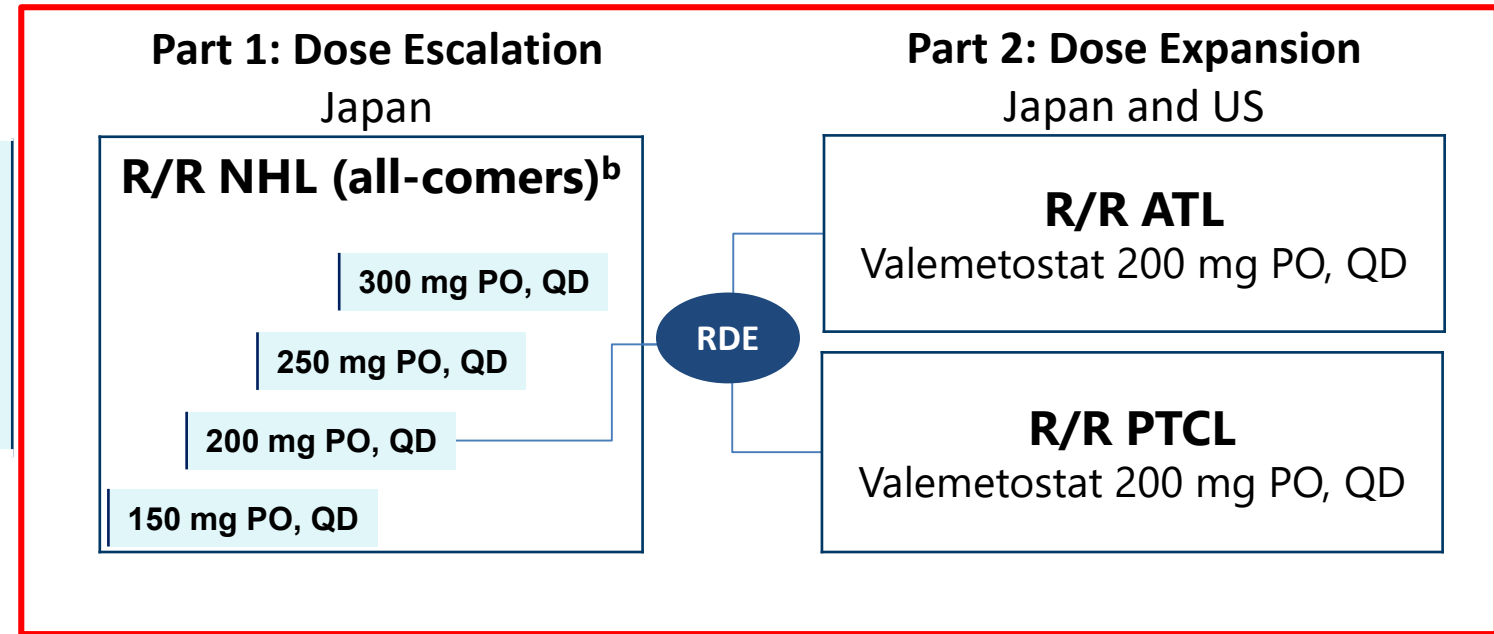 Part 1: Dose Escalation
Japan
R/R NHL (all-comers)ᵇ
300 mg PO, QD
250 mg PO, QD
200 mg PO, QD
150 mg PO, QD
RDE
Part 2: Dose Expansion
Japan and US
R/R ATL
Valemetostat 200 mg PO, QD
R/R PTCL
Valemetostat 200 mg PO, QD